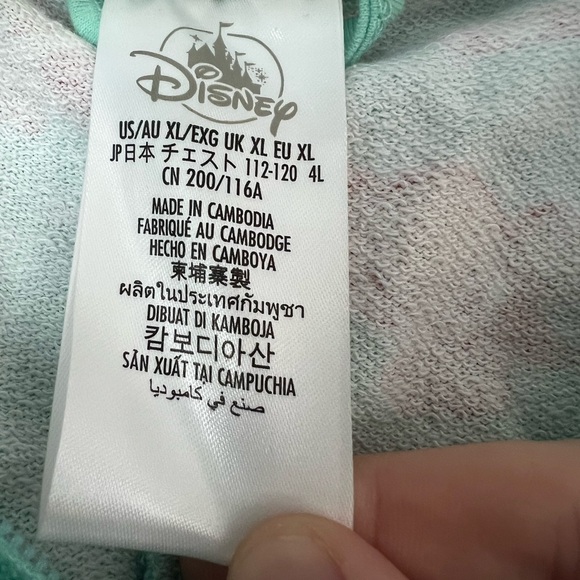 Disney
US/AU XL/EXG UK XL EU XL
JP日本 チェスト 112-120 4L
CN 200/116A
MADE IN CAMBODIA
FABRIQUÉ AU CAMBODGE
HECHO EN CAMBOYA
柬埔寨製
ผลิตในประเทศกัมพูชา
DIBUAT DI KAMBOJA
캄보디아산
SẢN XUẤT TẠI CAMPUCHIA
صنع في كامبوديا